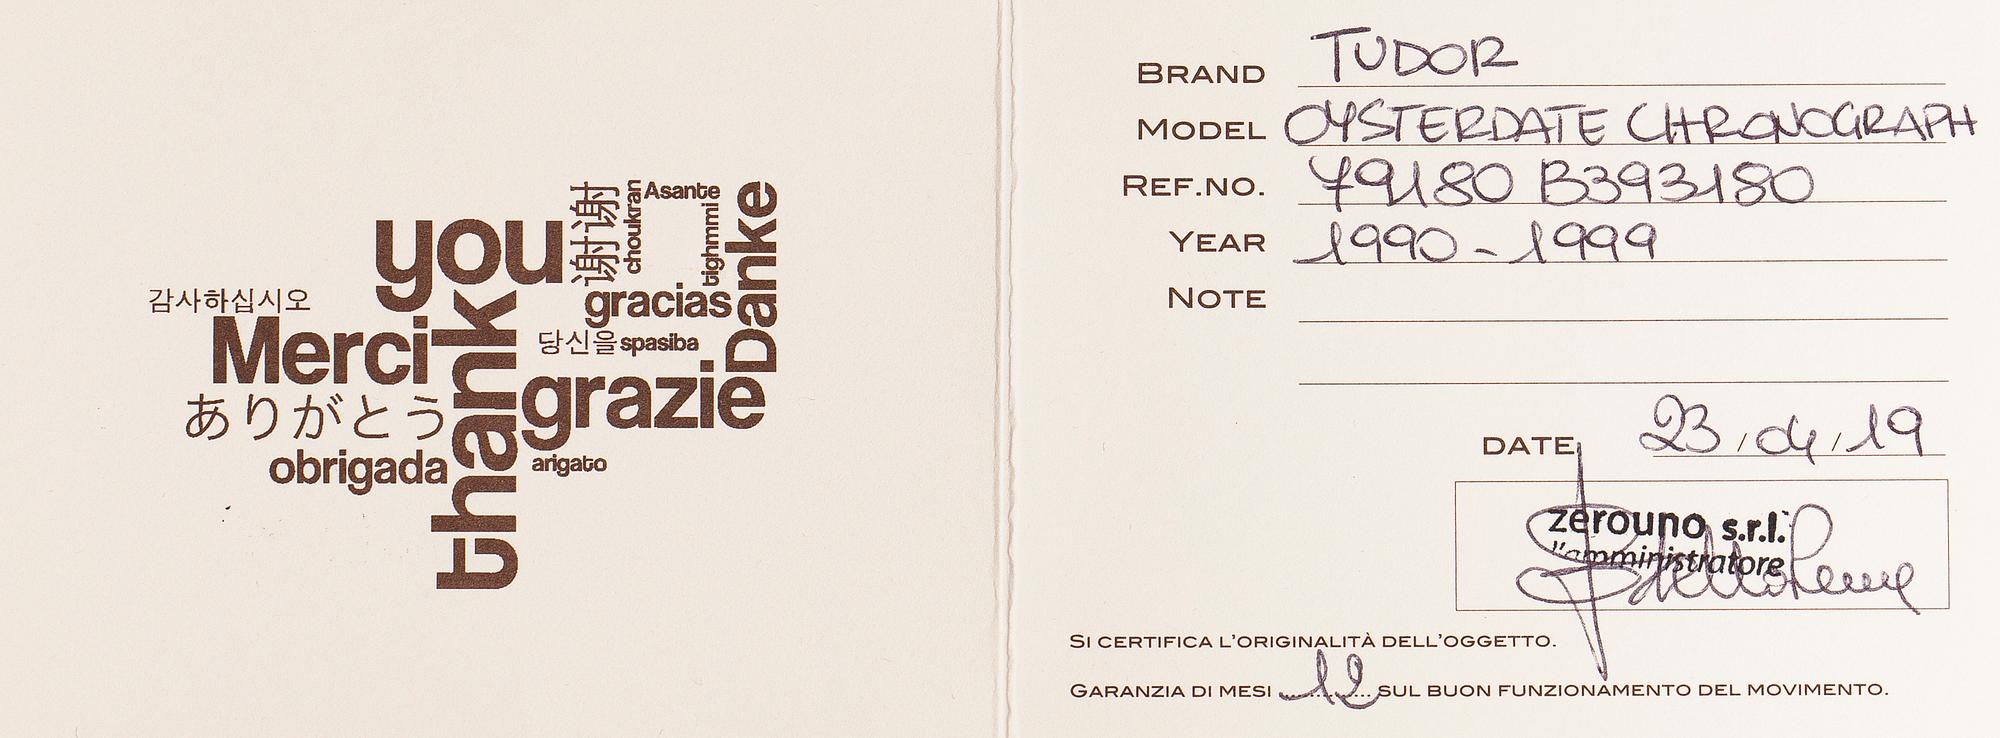 you
thank
谢谢
choukran
Asante
tighmmi
Danke
gracias
감사하십시오
Merci
당신을
spasiba
grazie
ありがとう
obrigada
arigato
BRAND TUDOR
MODEL OYSTERDATE CHRONOGRAPH
REF.NO. 79180 B393180
YEAR 1990-1999
NOTE
DATE 23/04/19
zerouno s.r.l.
l'amministratore
SI CERTIFICA L'ORIGINALITÀ DELL'OGGETTO.
GARANZIA DI MESI 12 SUL BUON FUNZIONAMENTO DEL MOVIMENTO.